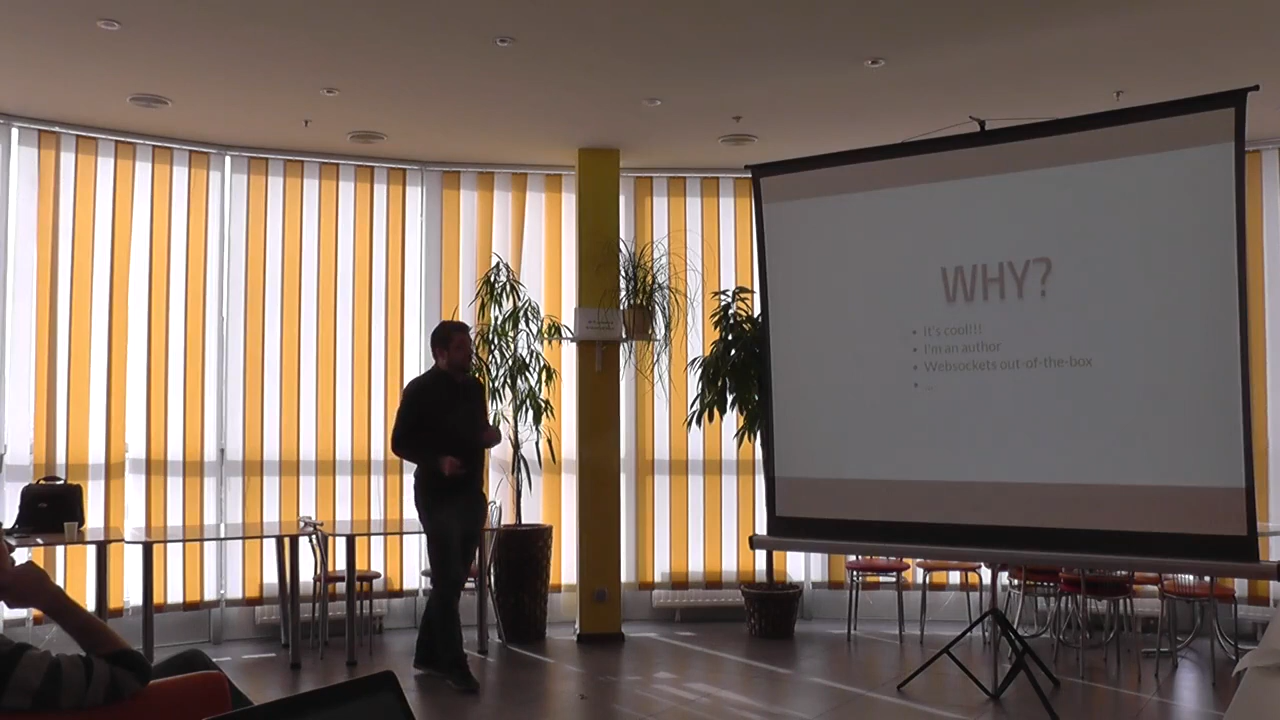 WHY?
It's cool!!!
I'm an author
Websockets out-of-the-box
...